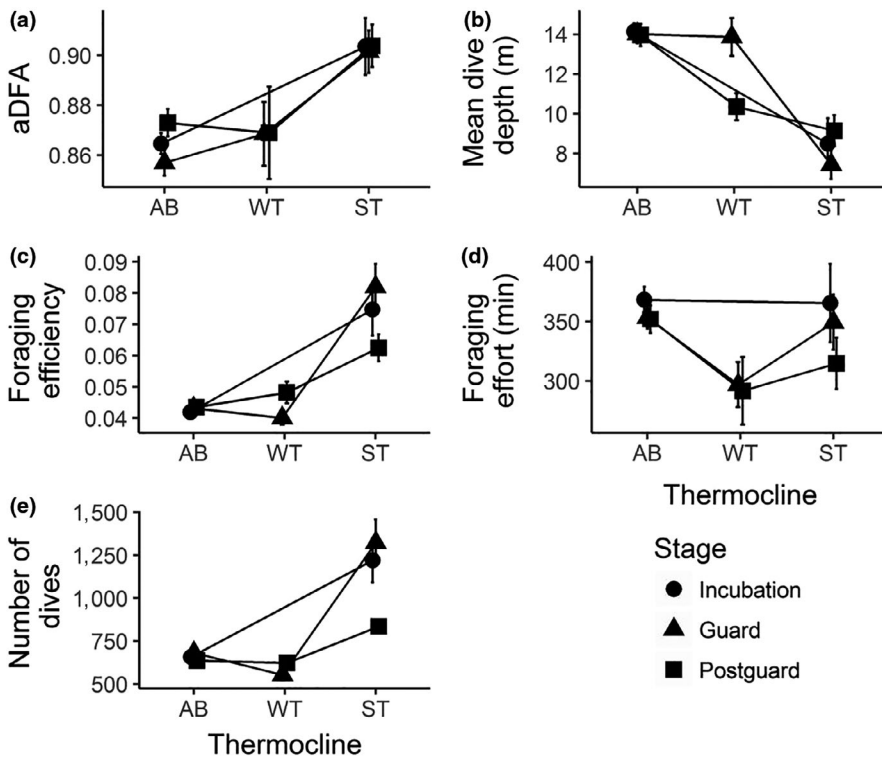 (a)
aDFA
0.90
0.88
0.86
AB WT ST
(b)
Mean dive
depth (m)
14
12
10
8
AB WT ST
(c)
Foraging
efficiency
0.09
0.08
0.07
0.06
0.05
0.04
AB WT ST
(d)
Foraging
effort (min)
400
350
300
AB WT ST
Thermocline
(e)
Number of
dives
1,500
1,250
1,000
750
500
AB WT ST
Thermocline
Stage
Incubation
Guard
Postguard